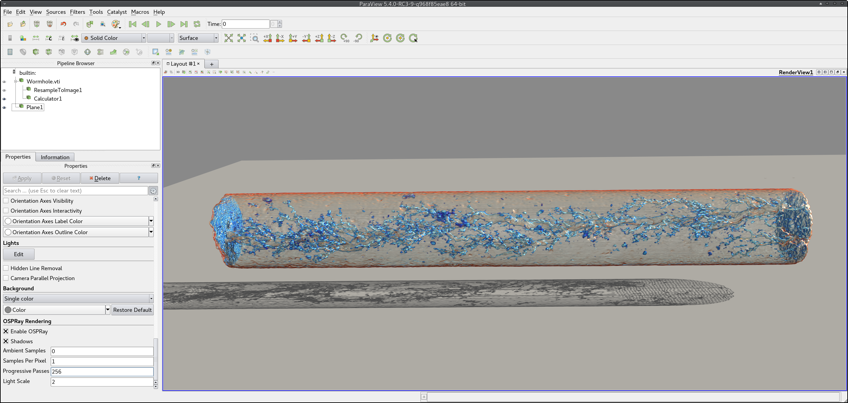 ParaView 5.4.0-RC3-9-g968f85eae8 64-bit
File Edit View Sources Filters Tools Catalyst Macros Help
Time: 0
Solid Color Surface
Pipeline Browser
Layout #1
RenderView1
builtin:
Wormhole.vti
ResampleToImage1
Calculator1
Plane1
Properties Information
Properties
Apply Reset Delete ?
Search ... (use Esc to clear text)
Orientation Axes Visibility
Orientation Axes Interactivity
Orientation Axes Label Color
Orientation Axes Outline Color
Lights
Edit
Hidden Line Removal
Camera Parallel Projection
Background
Single color
Color Restore Default
OSPRay Rendering
Enable OSPRay
Shadows
Ambient Samples 0
Samples Per Pixel 1
Progressive Passes 256
Light Scale 2